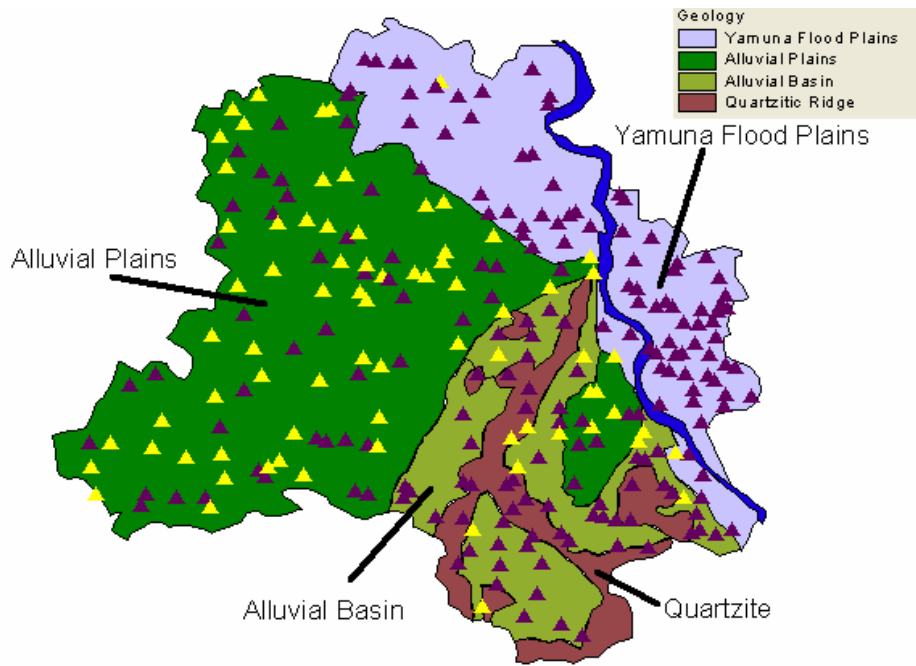 Geology
Yamuna Flood Plains
Alluvial Plains
Alluvial Basin
Quartzitic Ridge
Yamuna Flood Plains
Alluvial Plains
Alluvial Basin
Quartzite